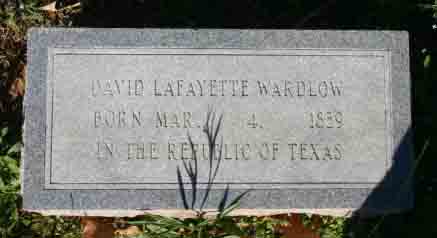 DAVID LAFAYETTE WARDLOW
BORN MAR. 4, 1839
IN THE REPUBLIC OF TEXAS